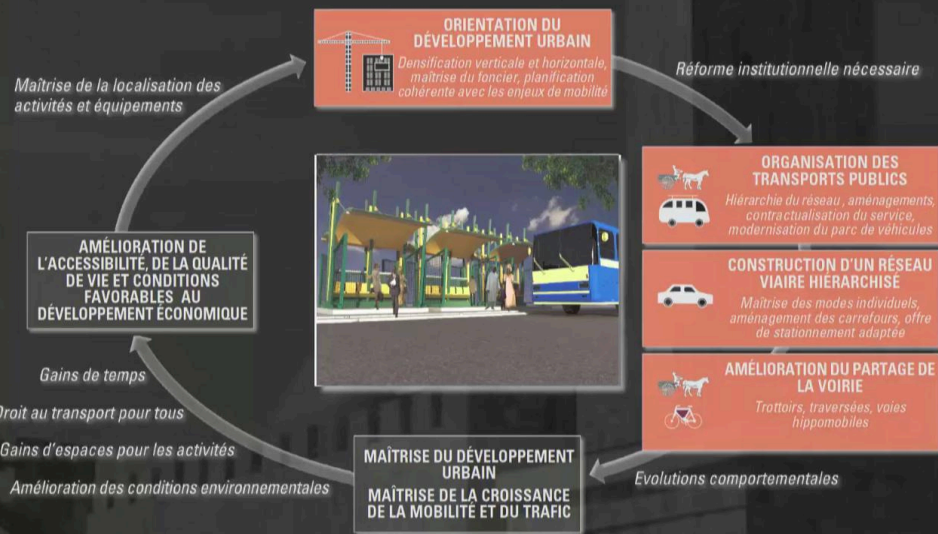 ORIENTATION DU
DÉVELOPPEMENT URBAIN
Densification verticale et horizontale,
maîtrise du foncier, planification
cohérente avec les enjeux de mobilité
Réforme institutionnelle nécessaire
ORGANISATION DES
TRANSPORTS PUBLICS
Hiérarchie du réseau, aménagements,
contractualisation du service,
modernisation du parc de véhicules
CONSTRUCTION D'UN RÉSEAU
VIAIRE HIÉRARCHISÉ
Maîtrise des modes individuels,
aménagement des carrefours, offre
de stationnement adaptée
AMÉLIORATION DU PARTAGE DE
LA VOIRIE
Trottoirs, traversées, voies
hippomobiles
Evolutions comportementales
MAÎTRISE DU DÉVELOPPEMENT
URBAIN
MAÎTRISE DE LA CROISSANCE
DE LA MOBILITÉ ET DU TRAFIC
Gains de temps
Droit au transport pour tous
Gains d'espaces pour les activités
Amélioration des conditions environnementales
AMÉLIORATION DE
L'ACCESSIBILITÉ, DE LA QUALITÉ
DE VIE ET CONDITIONS
FAVORABLES AU
DÉVELOPPEMENT ÉCONOMIQUE
Maîtrise de la localisation des
activités et équipements